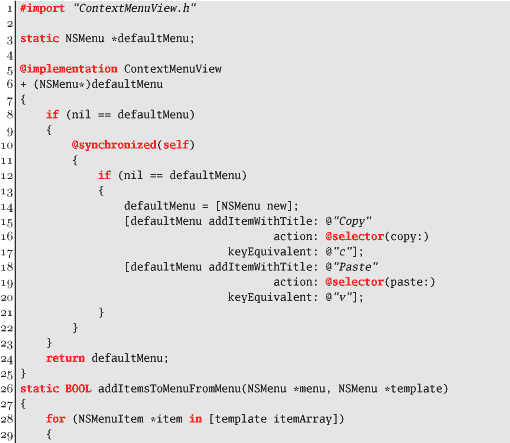 1 #import "ContextMenuView.h"
2
3 static NSMenu *defaultMenu;
4
5 @implementation ContextMenuView
6 + (NSMenu*)defaultMenu
7 {
8     if (nil == defaultMenu)
9     {
10         @synchronized(self)
11         {
12             if (nil == defaultMenu)
13             {
14                 defaultMenu = [NSMenu new];
15                 [defaultMenu addItemWithTitle: @"Copy"
16                                        action: @selector(copy:)
17                                 keyEquivalent: @"c"];
18                 [defaultMenu addItemWithTitle: @"Paste"
19                                        action: @selector(paste:)
20                                 keyEquivalent: @"v"];
21             }
22         }
23     }
24     return defaultMenu;
25 }
26 static BOOL addItemsToMenuFromMenu(NSMenu *menu, NSMenu *template)
27 {
28     for (NSMenuItem *item in [template itemArray])
29     {